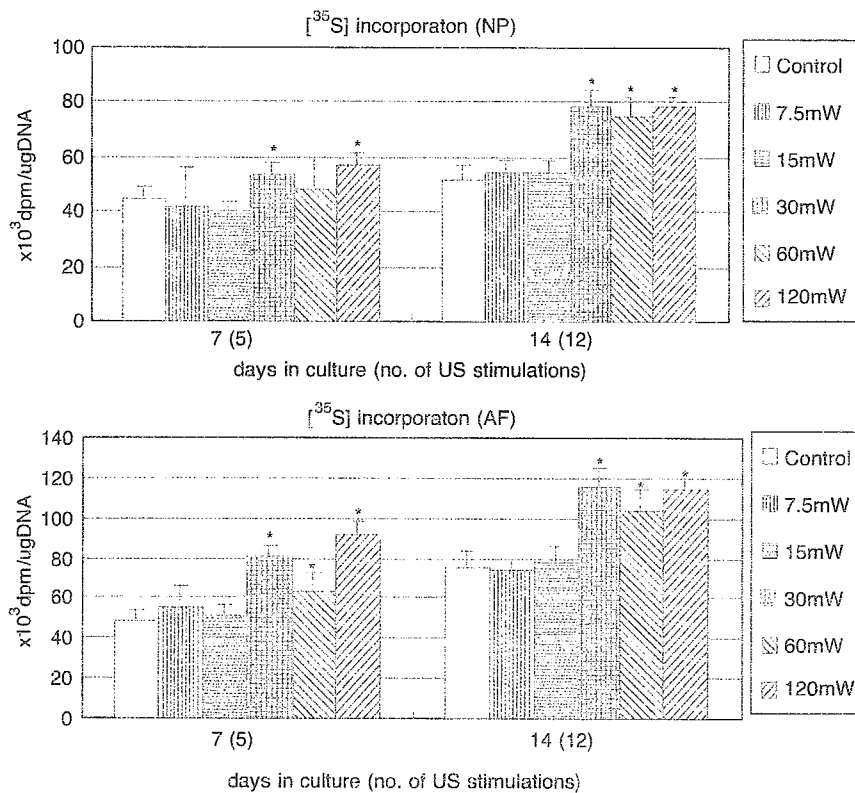 [³⁵S] incorporaton (NP)
100
80
60
40
20
0
x10³dpm/ugDNA
* * * * *
7 (5) 14 (12)
days in culture (no. of US stimulations)
Control
7.5mW
15mW
30mW
60mW
120mW
[³⁵S] incorporaton (AF)
140
120
100
80
60
40
20
0
x10³dpm/ugDNA
* * * * * *
7 (5) 14 (12)
days in culture (no. of US stimulations)
Control
7.5mW
15mW
30mW
60mW
120mW